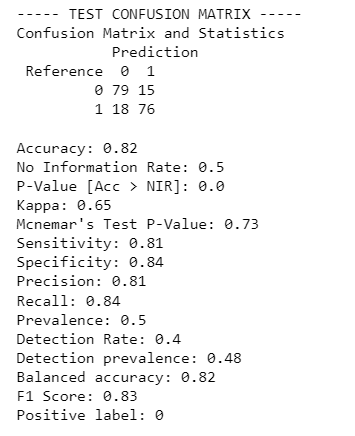 ----- TEST CONFUSION MATRIX -----
Confusion Matrix and Statistics
Prediction
Reference 0 1
0 79 15
1 18 76
Accuracy: 0.82
No Information Rate: 0.5
P-Value [Acc > NIR]: 0.0
Kappa: 0.65
Mcnemar's Test P-Value: 0.73
Sensitivity: 0.81
Specificity: 0.84
Precision: 0.81
Recall: 0.84
Prevalence: 0.5
Detection Rate: 0.4
Detection prevalence: 0.48
Balanced accuracy: 0.82
F1 Score: 0.83
Positive label: 0